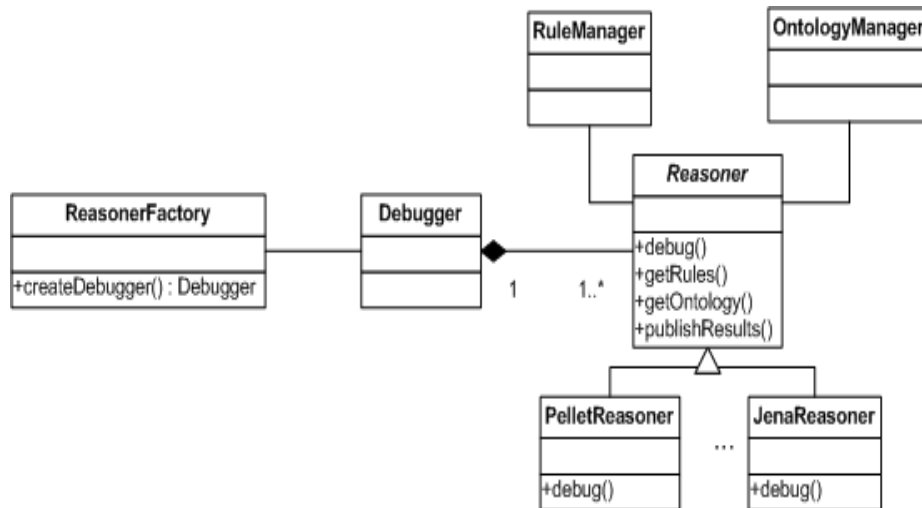 RuleManager
OntologyManager
Reasoner
+debug()
+getRules()
+getOntology()
+publishResults()
ReasonerFactory
+createDebugger() : Debugger
Debugger
1
1..*
PelletReasoner
+debug()
...
JenaReasoner
+debug()